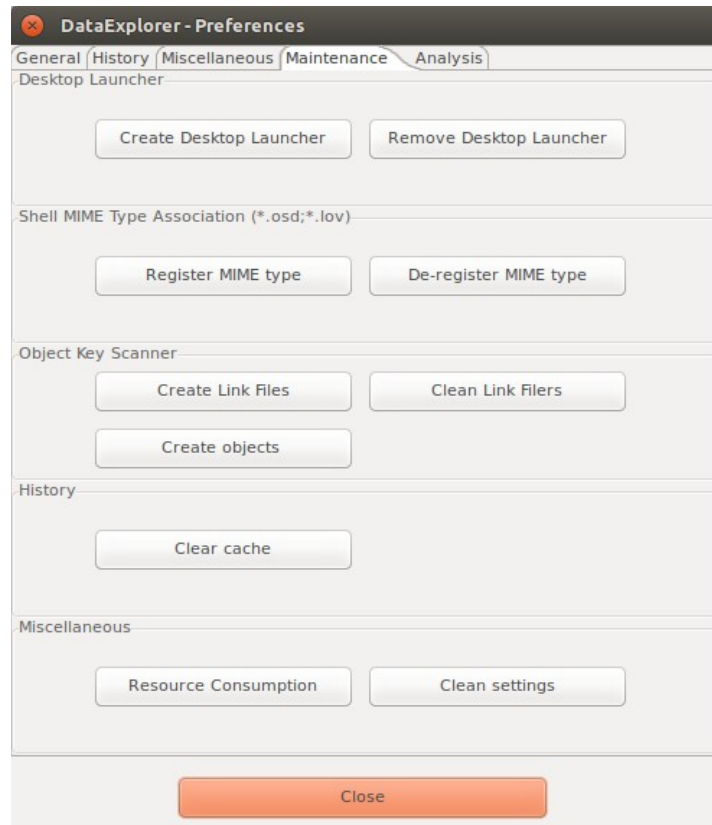 DataExplorer - Preferences
General History Miscellaneous Maintenance Analysis
Desktop Launcher
Create Desktop Launcher Remove Desktop Launcher
Shell MIME Type Association (*.osd;*.lov)
Register MIME type De-register MIME type
Object Key Scanner
Create Link Files Clean Link Filers
Create objects
History
Clear cache
Miscellaneous
Resource Consumption Clean settings
Close